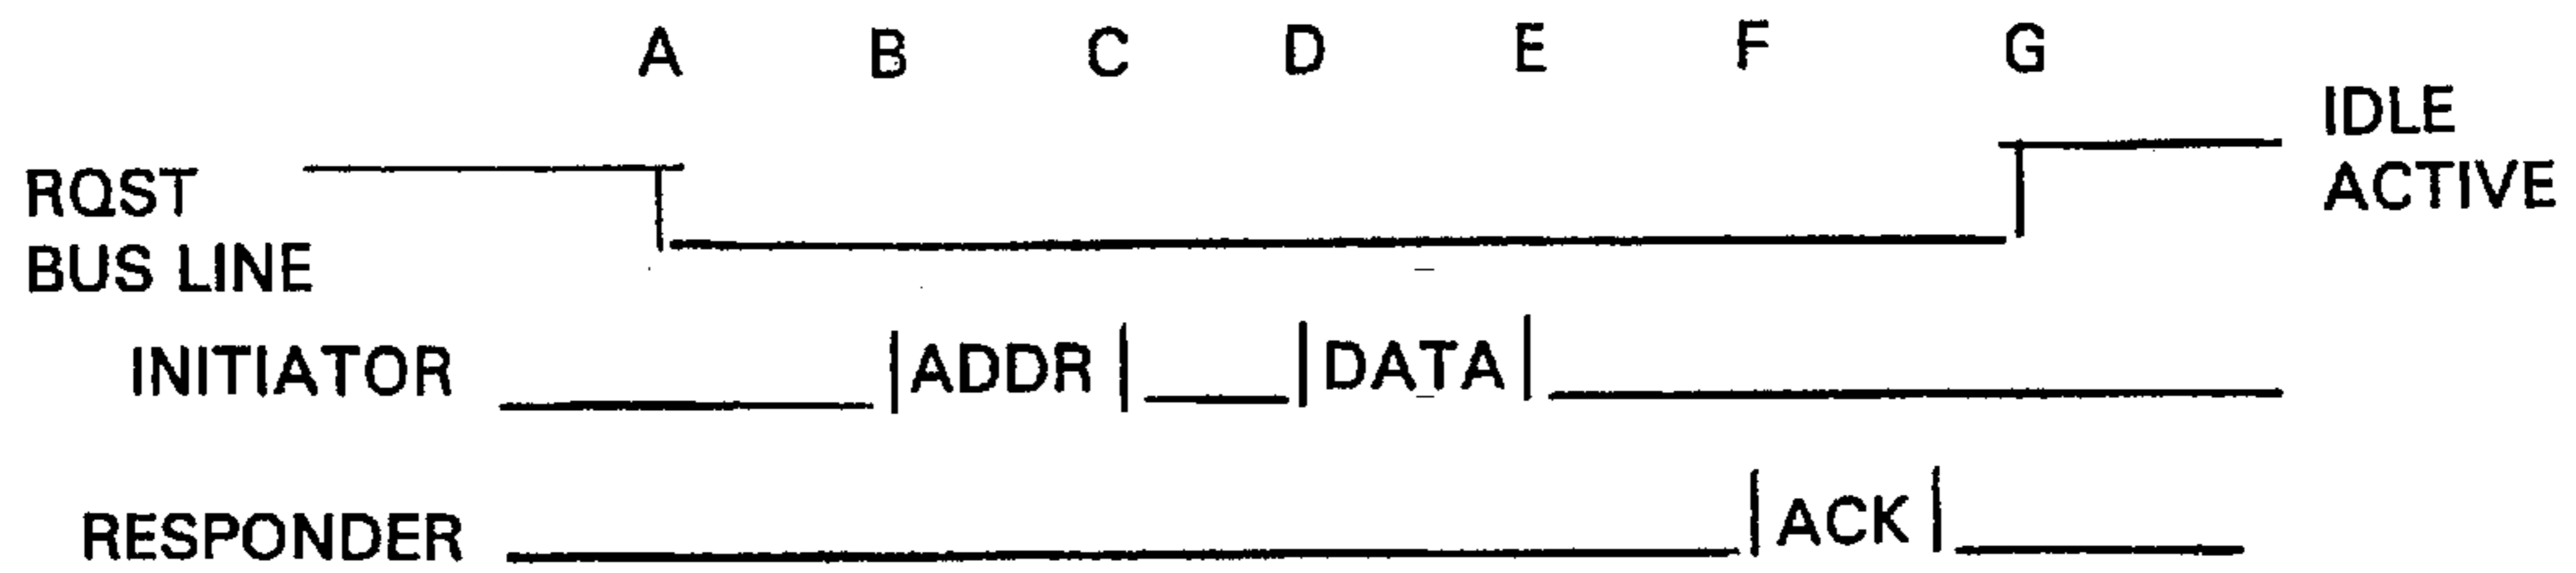 A B C D E F G
IDLE
RQST
ACTIVE
BUS LINE
INITIATOR ADDR DATA
RESPONDER ACK